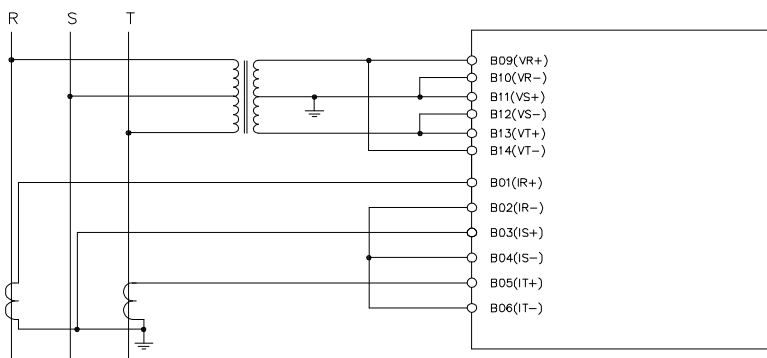 R S T
B09(VR+)
B10(VR-)
B11(VS+)
B12(VS-)
B13(VT+)
B14(VT-)
B01(IR+)
B02(IR-)
B03(IS+)
B04(IS-)
B05(IT+)
B06(IT-)